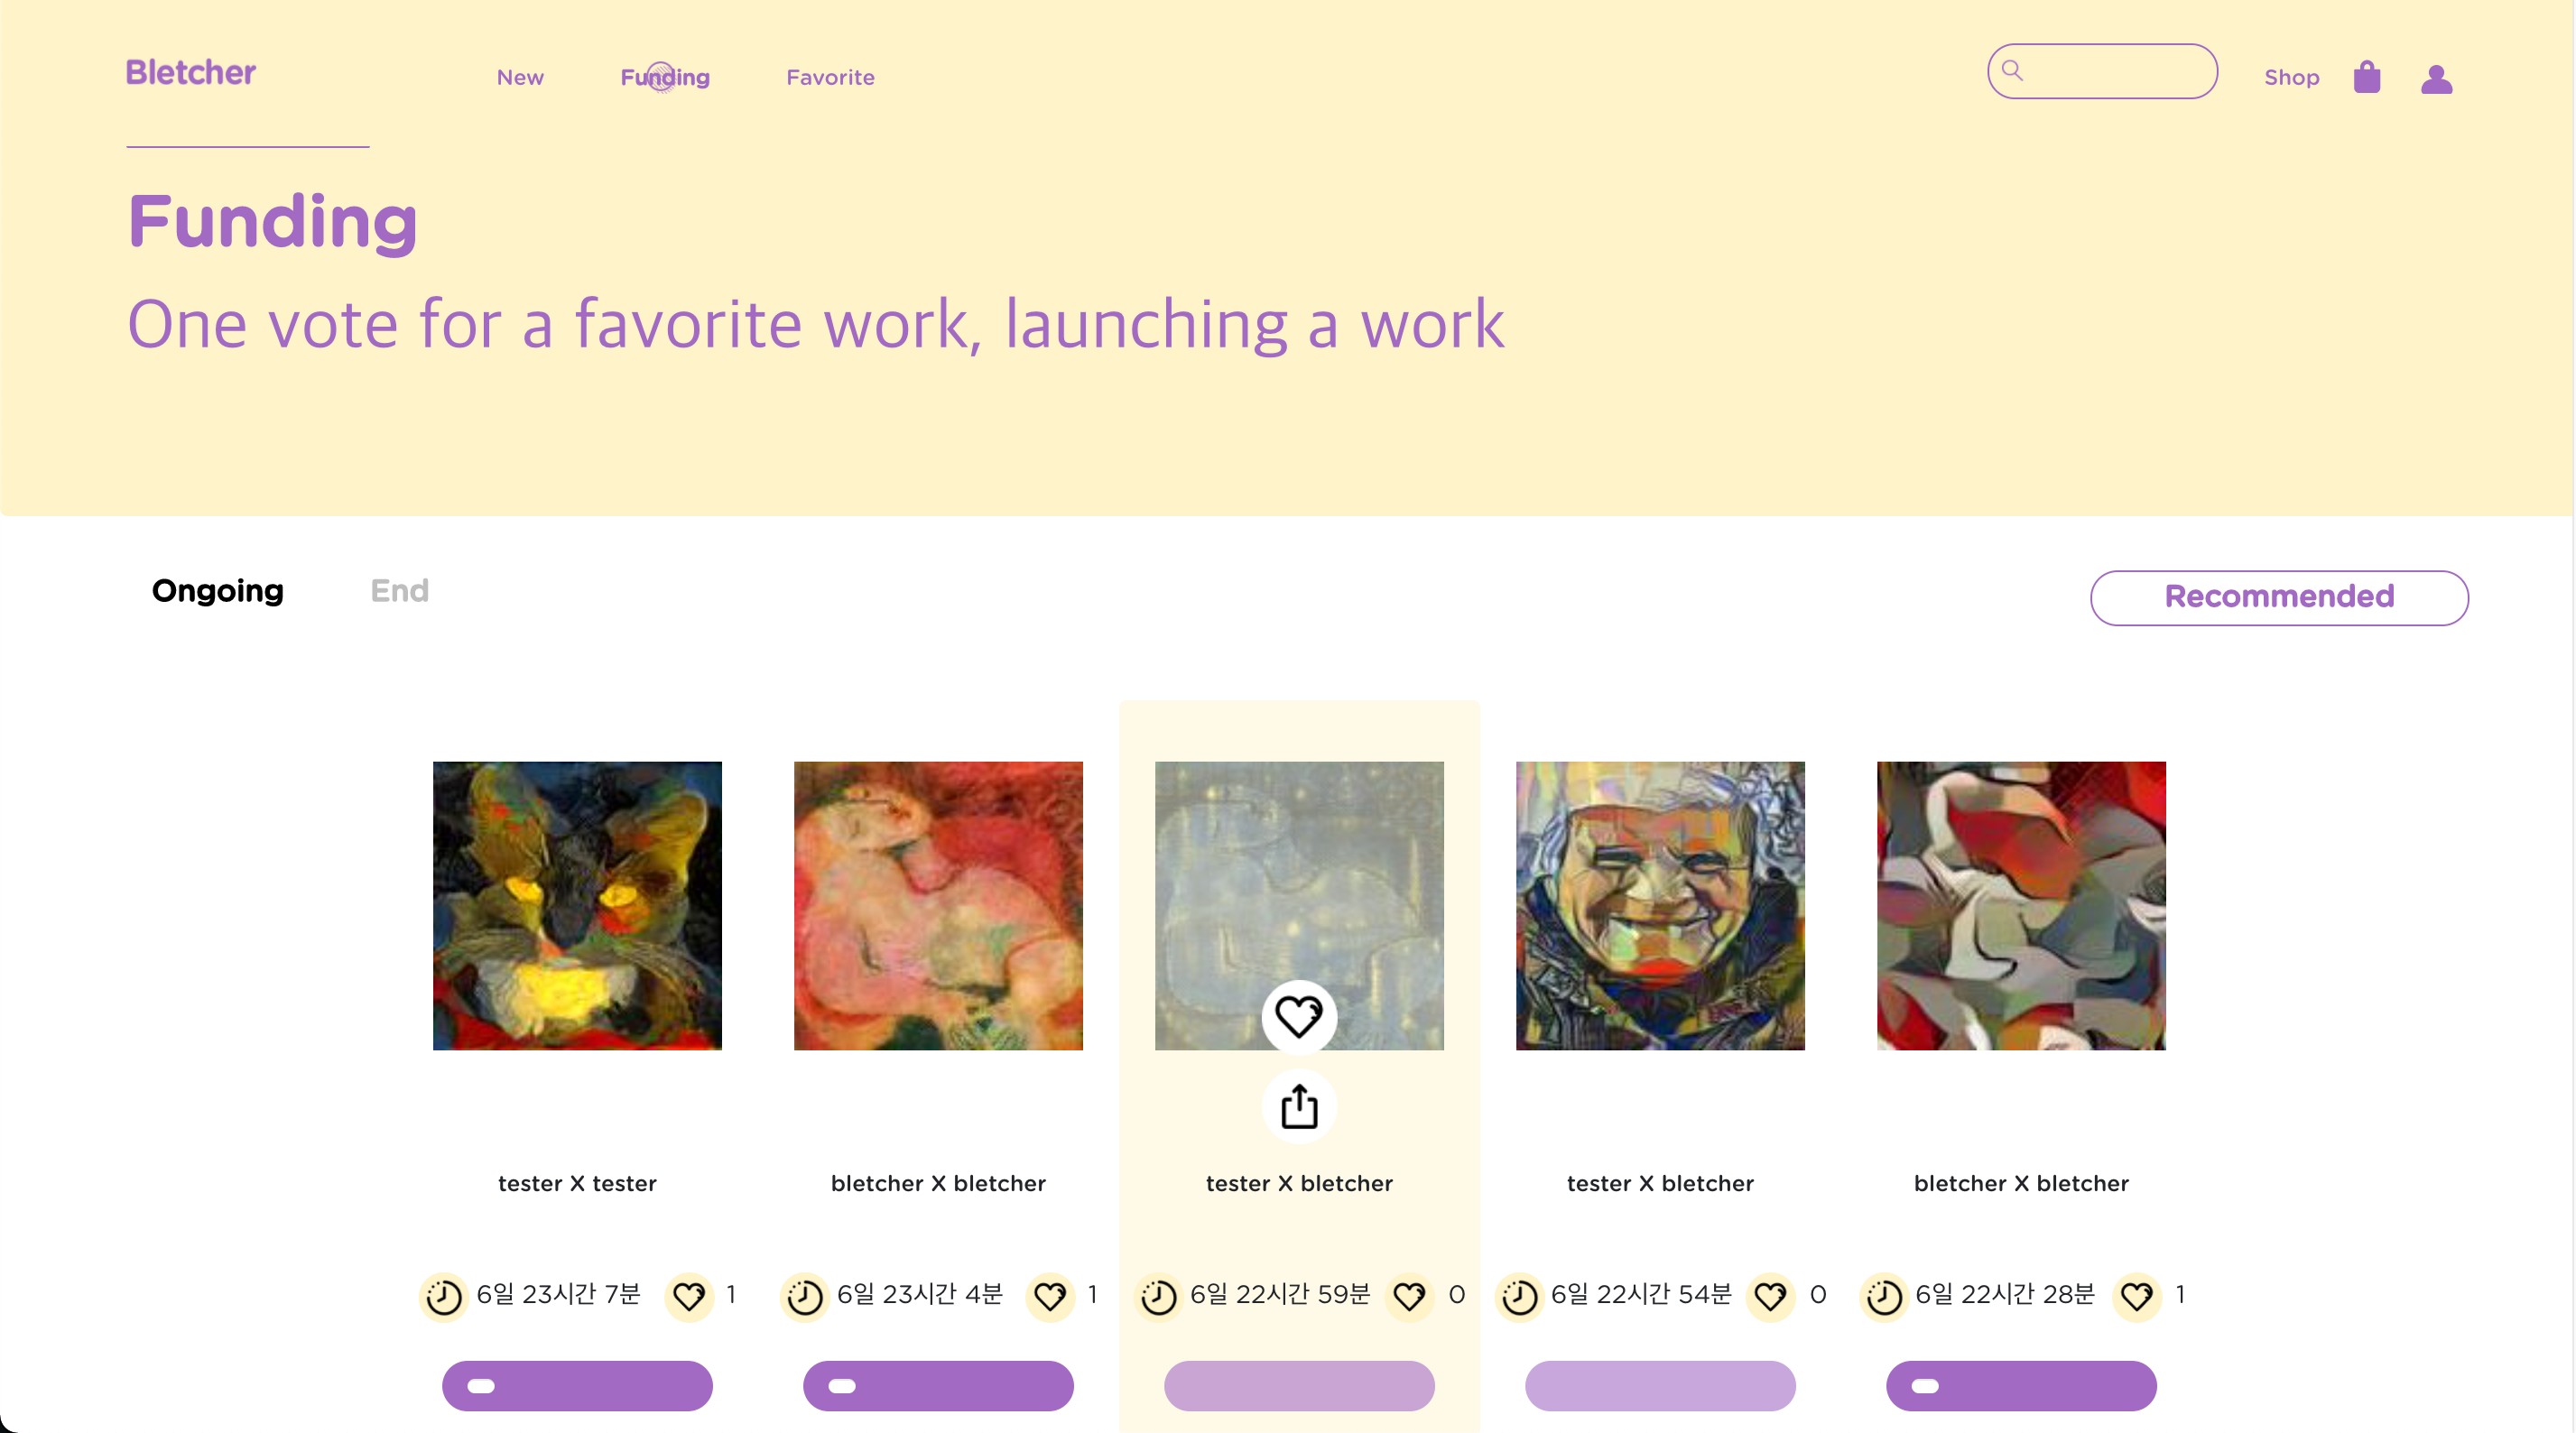 Bletcher
New
Funding
Favorite
Shop
Funding
One vote for a favorite work, launching a work
Ongoing
End
Recommended
tester X tester
bletcher X bletcher
tester X bletcher
tester X bletcher
bletcher X bletcher
6일 23시간 7분
1
6일 23시간 4분
1
6일 22시간 59분
0
6일 22시간 54분
0
6일 22시간 28분
1